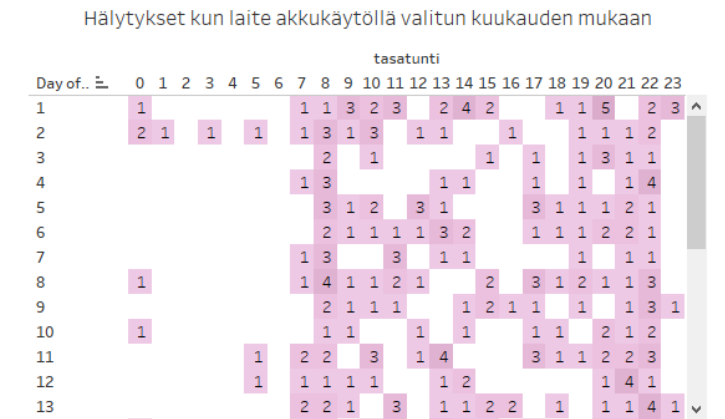 Hälytykset kun laite akkukäytöllä valitun kuukauden mukaan
tasatunti
Day of.. 0 1 2 3 4 5 6 7 8 9 10 11 12 13 14 15 16 17 18 19 20 21 22 23
1 1 1 1 3 2 3 2 4 2 1 1 5 2 3
2 2 1 1 1 1 3 1 3 1 1 1 1 1 1 2
3 2 1 1 1 1 3 1 1
4 1 3 1 1 1 1 1 4
5 3 1 2 3 1 3 1 1 1 2 1
6 2 1 1 1 1 3 2 1 1 1 2 2 1
7 1 3 3 1 1 1 1 1
8 1 1 4 1 1 2 1 2 3 1 2 1 1 3
9 2 1 1 1 1 2 1 1 1 1 3 1
10 1 1 1 1 1 1 1 2 1 2
11 1 2 2 3 1 4 3 1 1 2 2 3
12 1 1 1 1 1 1 2 1 4 1
13 2 2 1 3 1 1 2 2 1 1 1 4 1